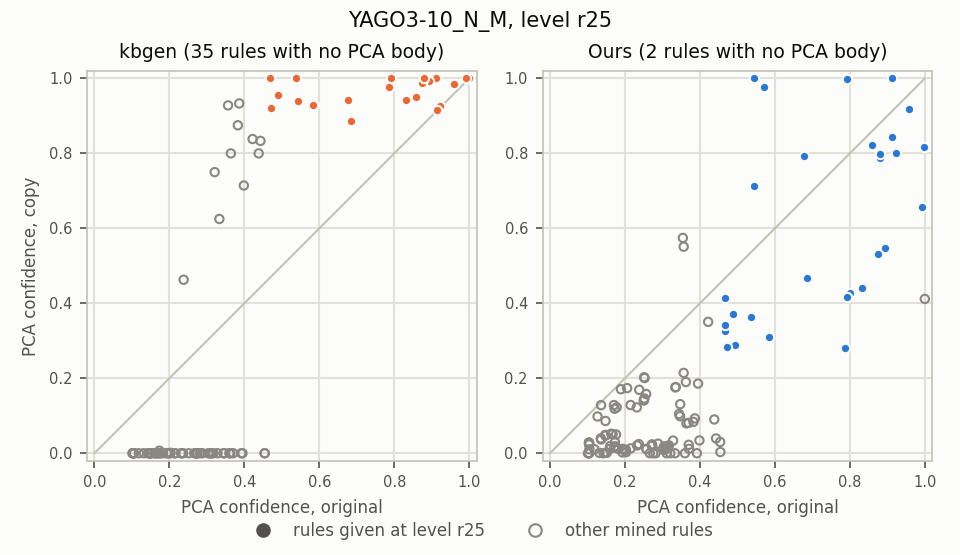 YAGO3-10_N_M, level r25
kbgen (35 rules with no PCA body)
Ours (2 rules with no PCA body)
PCA confidence, copy
1.0
0.8
0.6
0.4
0.2
0.0
0.0 0.2 0.4 0.6 0.8 1.0
PCA confidence, original
1.0
0.8
0.6
0.4
0.2
0.0
0.0 0.2 0.4 0.6 0.8 1.0
PCA confidence, original
rules given at level r25
other mined rules